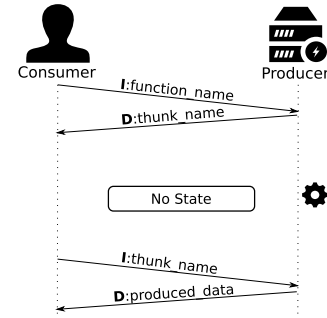 Consumer
Producer
I:function_name
D:thunk_name
No State
I:thunk_name
D:produced_data